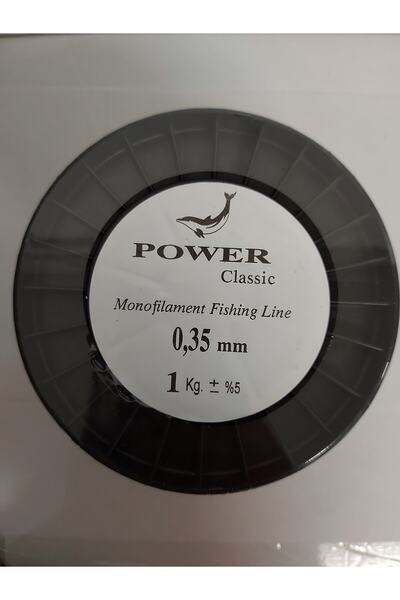 POWER
Classic
Monofilament Fishing Line
0,35 mm
1 Kg. ± %5